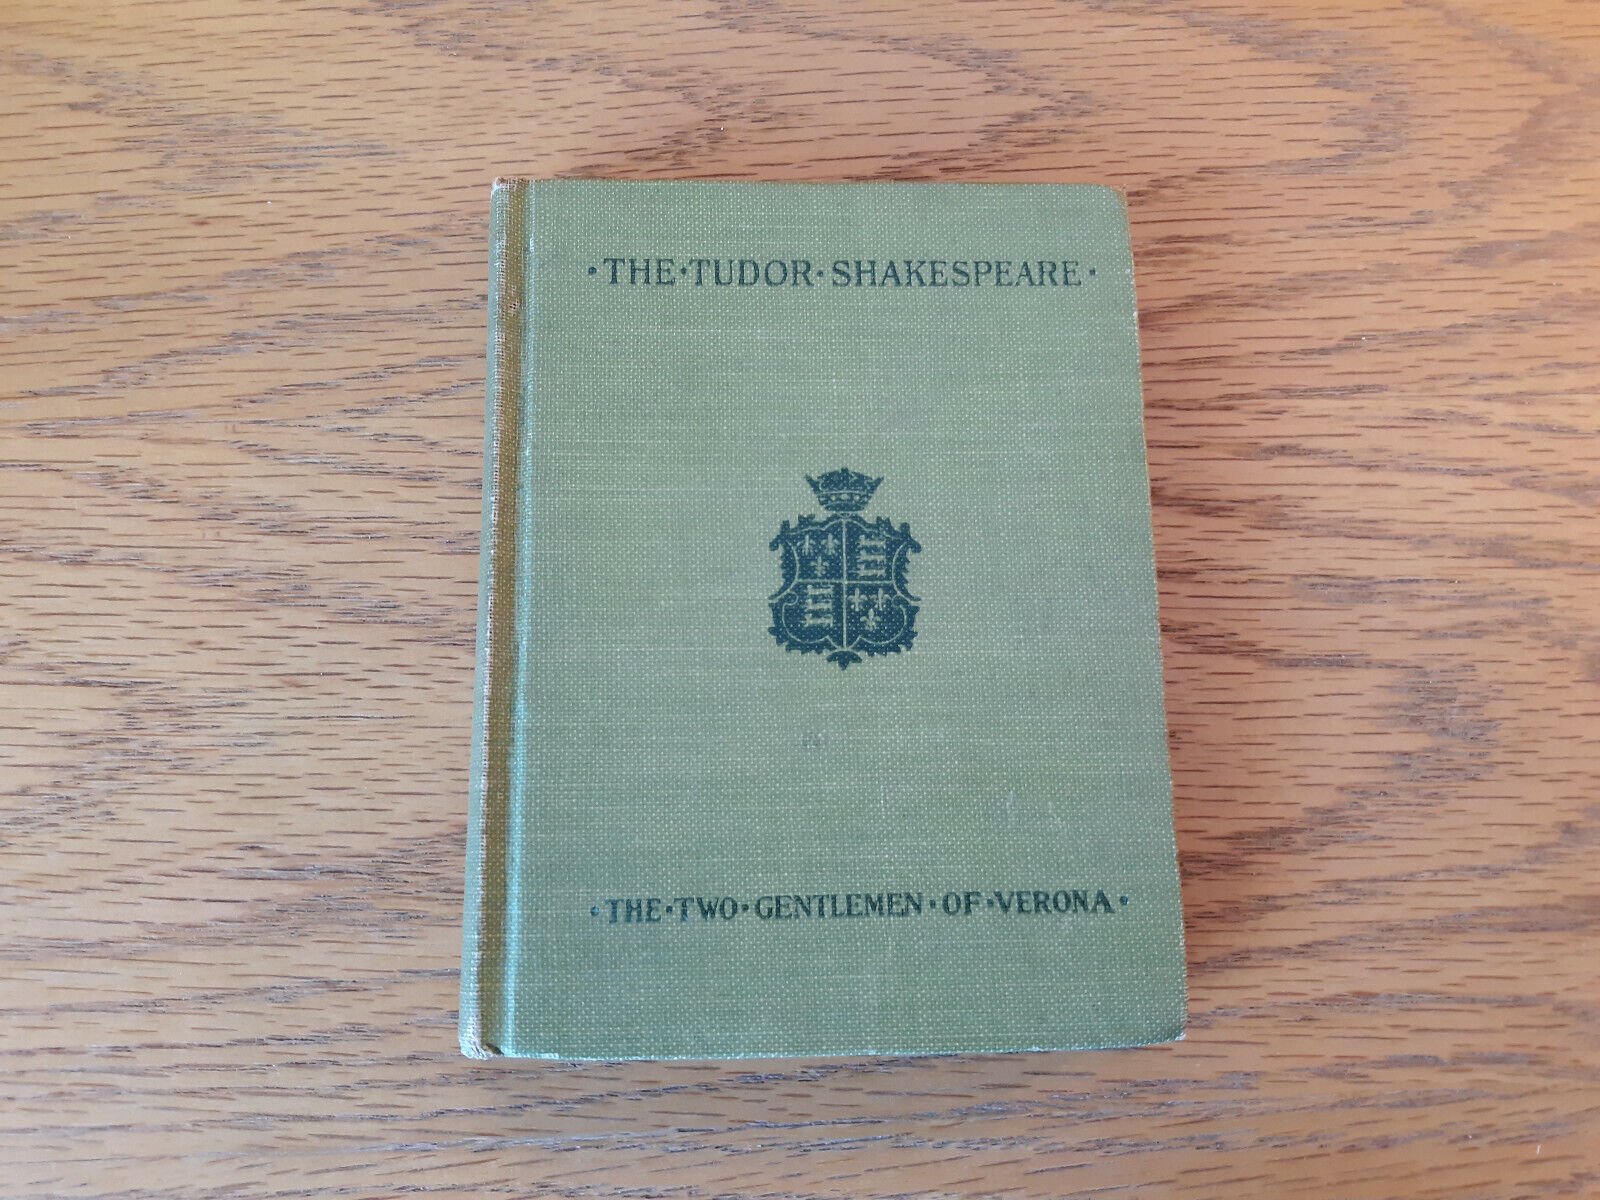 ·THE·TUDOR·SHAKESPEARE·
·THE·TWO·GENTLEMEN·OF·VERONA·